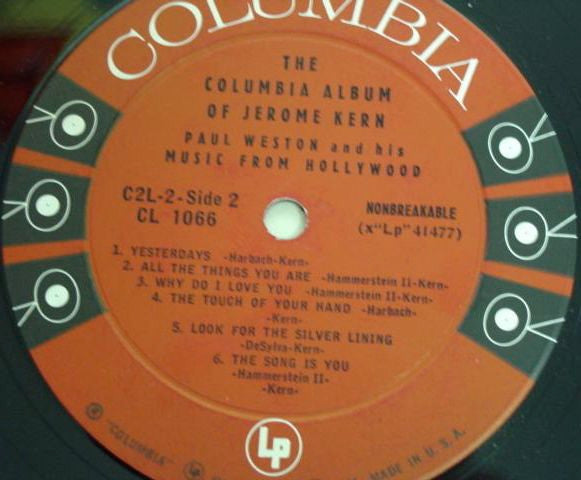 COLUMBIA
THE
COLUMBIA ALBUM
OF JEROME KERN
PAUL WESTON and his
MUSIC FROM HOLLYWOOD
C2L-2-Side 2
CL 1066
NONBREAKABLE
(x"Lp"41477)
1. YESTERDAYS -Harbach-Kern-
2. ALL THE THINGS YOU ARE -Hammerstein II-Kern-
3. WHY DO I LOVE YOU -Hammerstein II-Kern-
4. THE TOUCH OF YOUR HAND -Harbach-
-Kern-
5. LOOK FOR THE SILVER LINING
-DeSylva-Kern-
6. THE SONG IS YOU
-Hammerstein II-
-Kern-
Lp
"COLUMBIA"
MADE IN U.S.A.